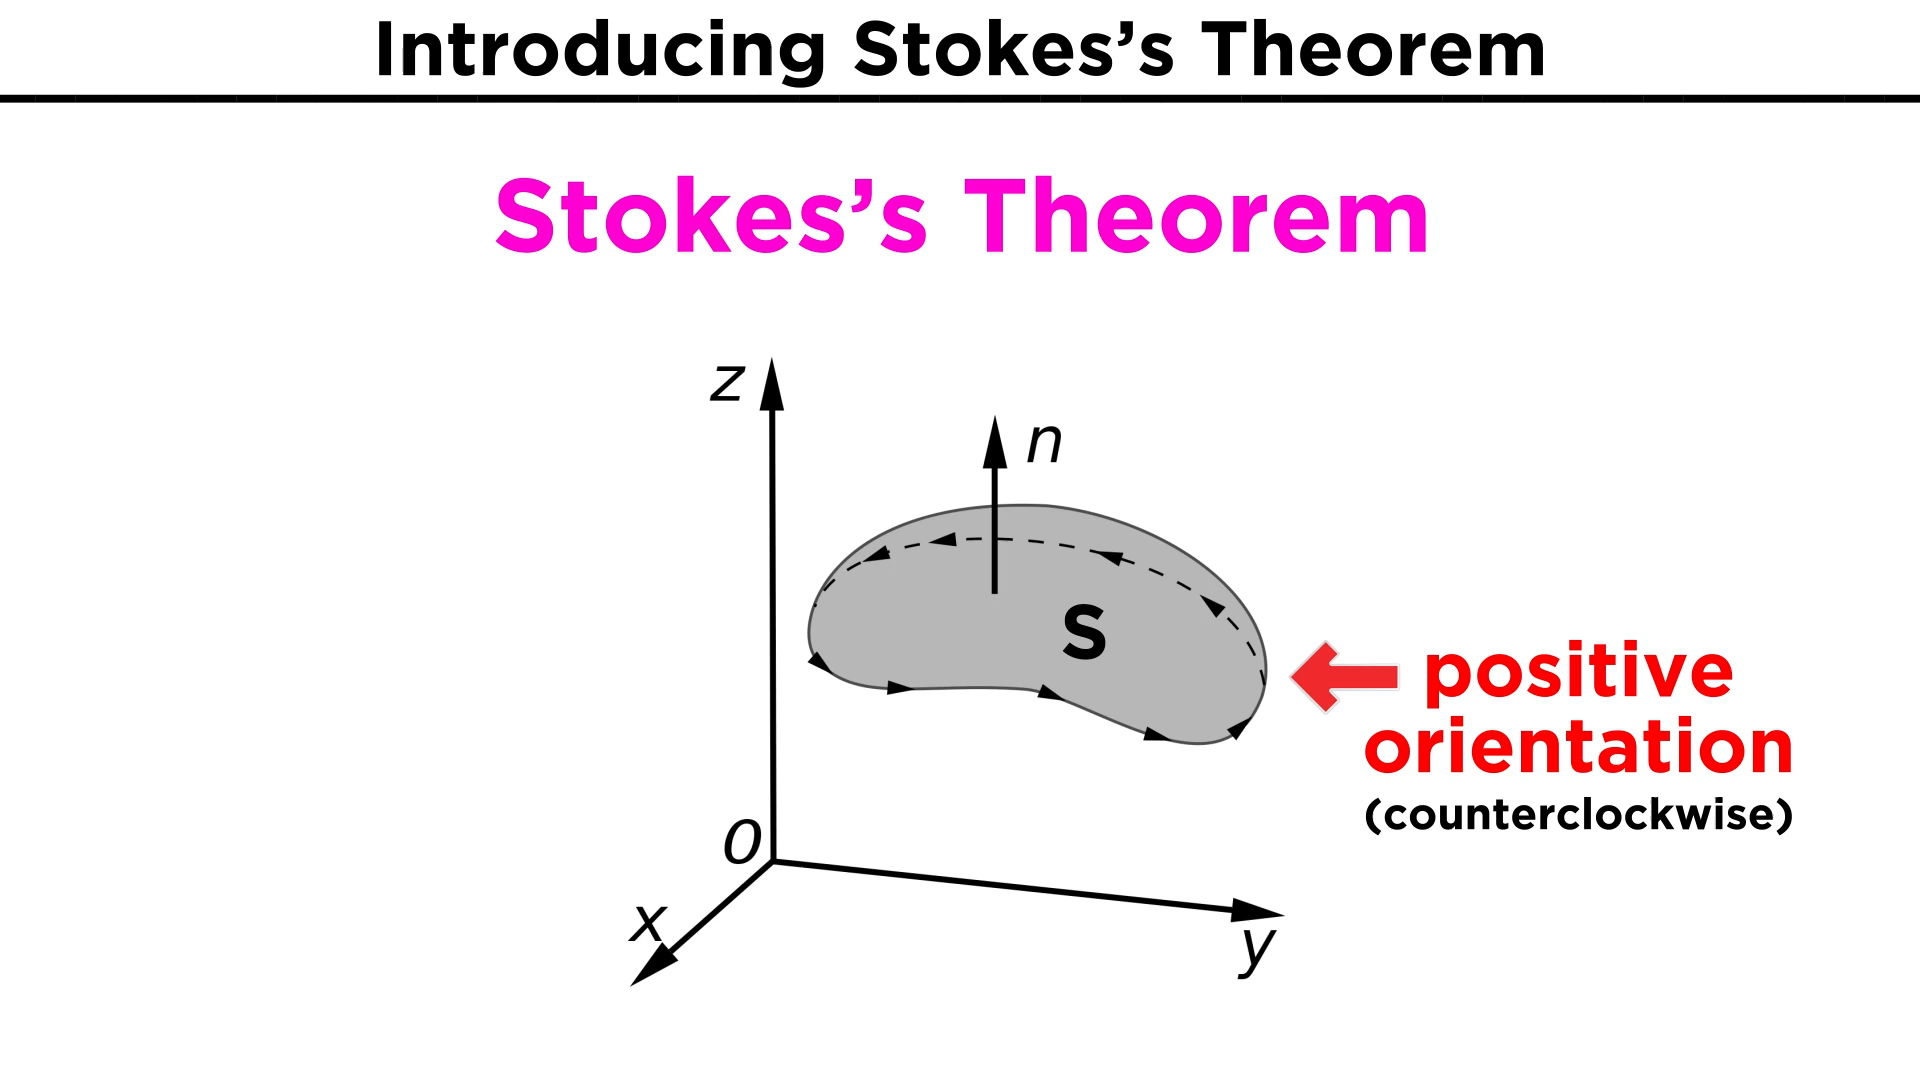 Introducing Stokes’s Theorem
Stokes’s Theorem
z
n
S
positive
orientation
(counterclockwise)
0
x
y